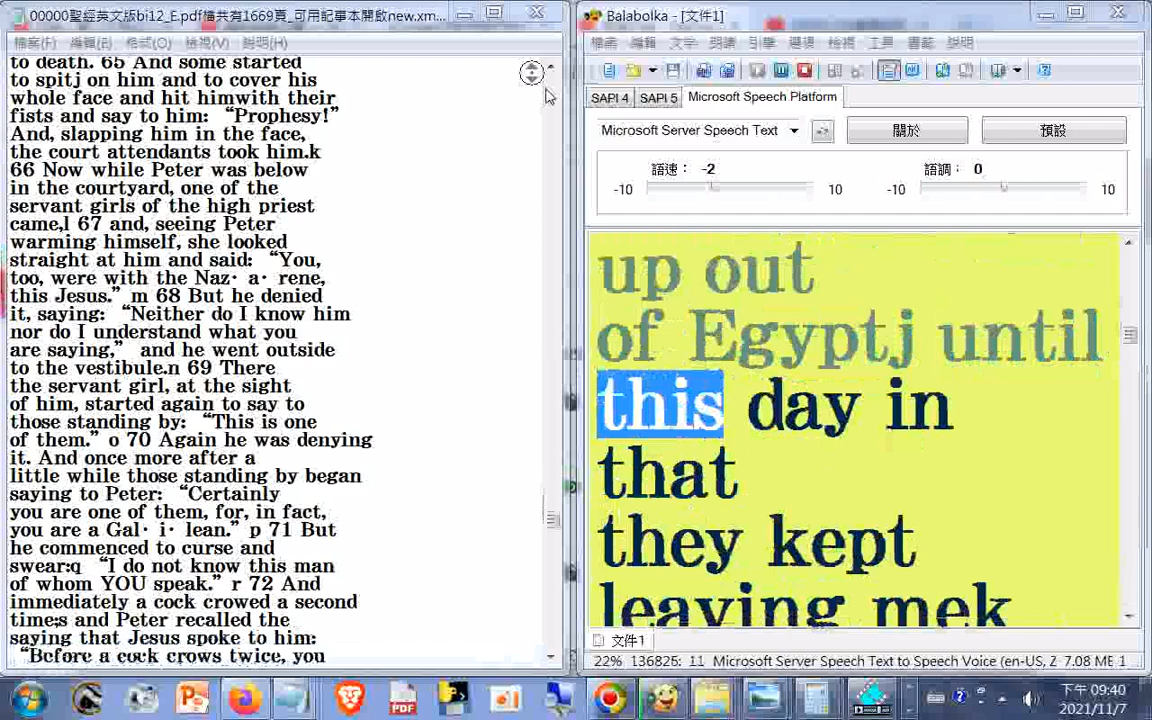 00000聖經英文版bi12_E.pdf檔共有1669頁_可用記事本開啟new.xm...
檔案(F) 編輯(E) 格式(O) 檢視(V) 說明(H)
to death. 65 And some started
to spitj on him and to cover his
whole face and hit himwith their
fists and say to him: “Prophesy!”
And, slapping him in the face,
the court attendants took him.k
66 Now while Peter was below
in the courtyard, one of the
servant girls of the high priest
came,l 67 and, seeing Peter
warming himself, she looked
straight at him and said: “You,
too, were with the Naz· a· rene,
this Jesus.” m 68 But he denied
it, saying: “Neither do I know him
nor do I understand what you
are saying,” and he went outside
to the vestibule.n 69 There
the servant girl, at the sight
of him, started again to say to
those standing by: “This is one
of them.” o 70 Again he was denying
it. And once more after a
little while those standing by began
saying to Peter: “Certainly
you are one of them, for, in fact,
you are a Gal· i· lean.” p 71 But
he commenced to curse and
swear:q “I do not know this man
of whom YOU speak.” r 72 And
immediately a cock crowed a second
time;s and Peter recalled the
saying that Jesus spoke to him:
“Before a cock crows twice, you
Balabolka - [文件1]
檔案 編輯 文字 朗讀 引擎 選項 檢視 工具 書籤 說明
SAPI 4 SAPI 5 Microsoft Speech Platform
Microsoft Server Speech Text 關於 預設
語速： -2 語調： 0
-10 10 -10 10
up out
of Egyptj until
this day in
that
they kept
leaving mek
文件1
22% 136825: 11 Microsoft Server Speech Text to Speech Voice (en-US, Z 7.08 ME 1
PDF
下午 09:40
2021/11/7